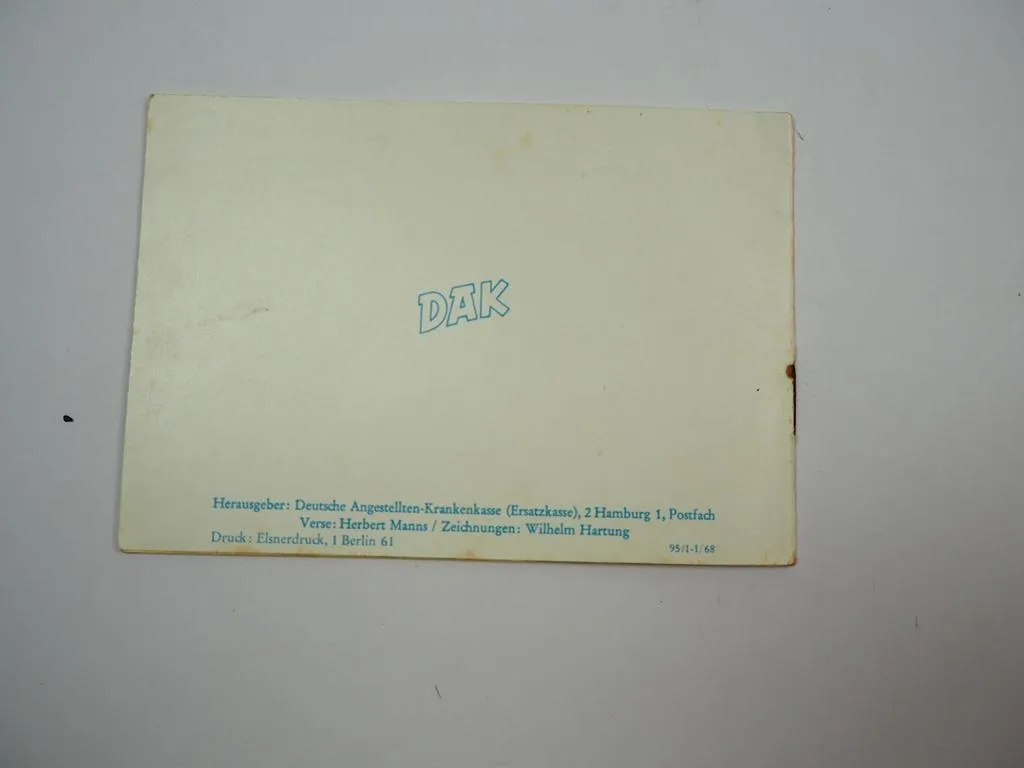 DAK
Herausgeber: Deutsche Angestellten-Krankenkasse (Ersatzkasse), 2 Hamburg 1, Postfach
Verse: Herbert Manns / Zeichnungen: Wilhelm Hartung
Druck: Elsnerdruck, 1 Berlin 61
95/1-1/68